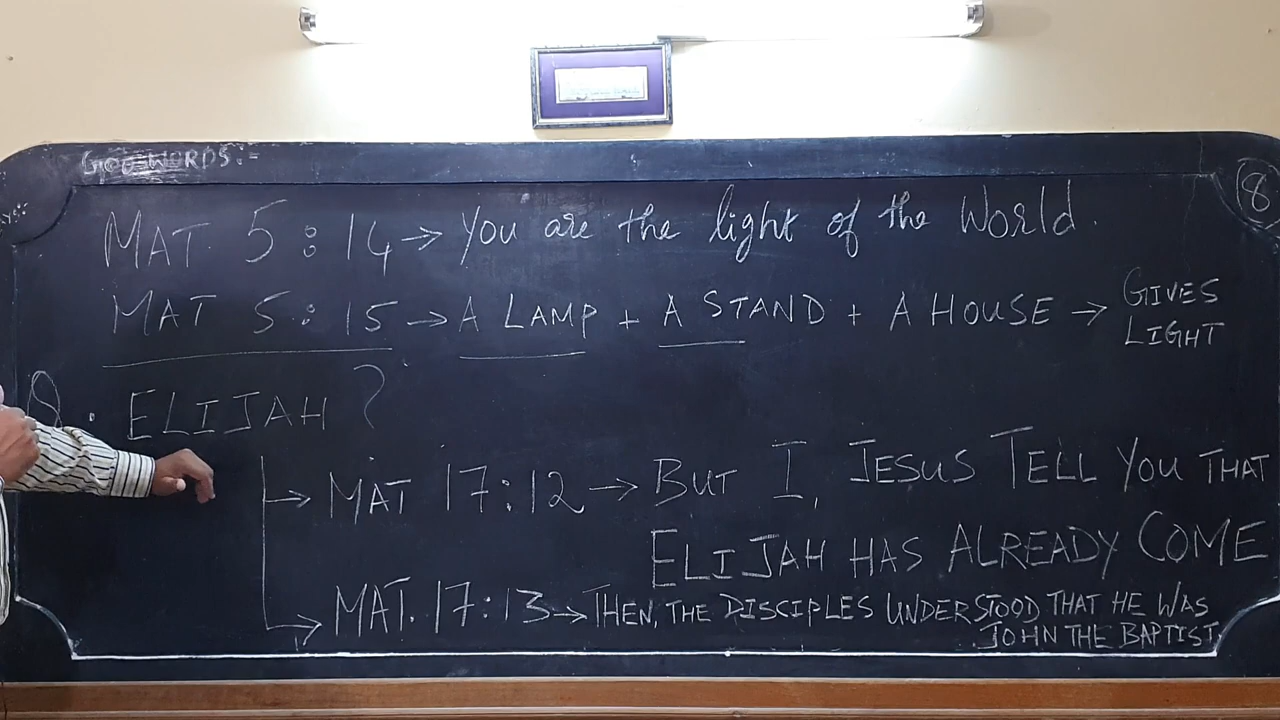 GOD WORDS:-
8
MAT 5:14 → You are the light of the World.
MAT 5:15 → A LAMP + A STAND + A HOUSE → GIVES
LIGHT
Q. ELIJAH ?
→ MAT 17:12 → BUT I, JESUS TELL YOU THAT
ELIJAH HAS ALREADY COME
→ MAT. 17:13 → THEN, THE DISCIPLES UNDERSTOOD THAT HE WAS
JOHN THE BAPTIST.